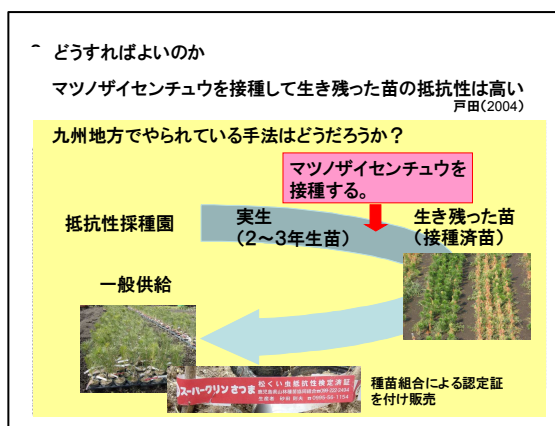 どうすればよいのか
マツノザイセンチュウを接種して生き残った苗の抵抗性は高い
戸田(2004)
九州地方でやられている手法はどうだろうか？
マツノザイセンチュウを
接種する。
抵抗性採種園
実生
(2～3年生苗)
生き残った苗
(接種済苗)
一般供給
スーパーグリンさつま
松くい虫抵抗性検定済証
種苗組合による認定証
を付け販売